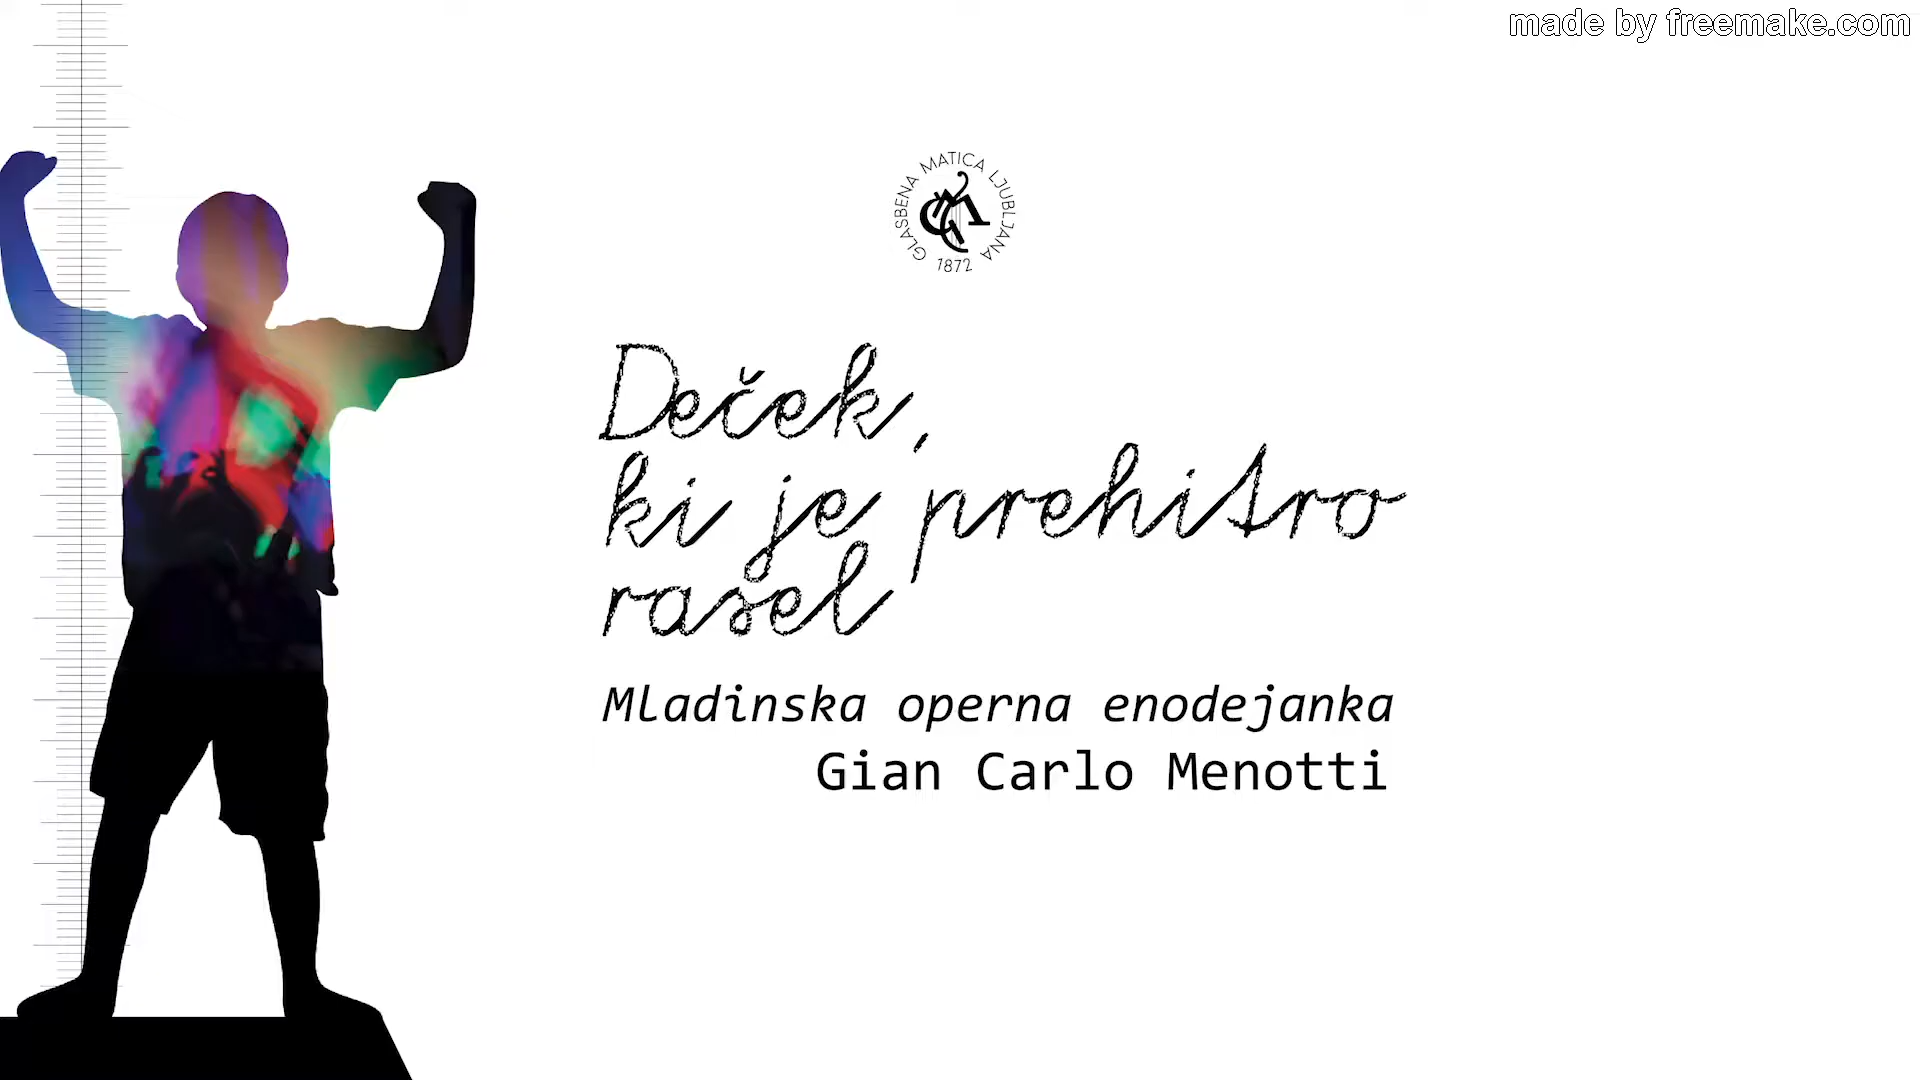 made by freemake.com
GLASBENA MATICA LJUBLJANA
1872
Deček,
ki je prehitro
rasel
Mladinska operna enodejanka
Gian Carlo Menotti